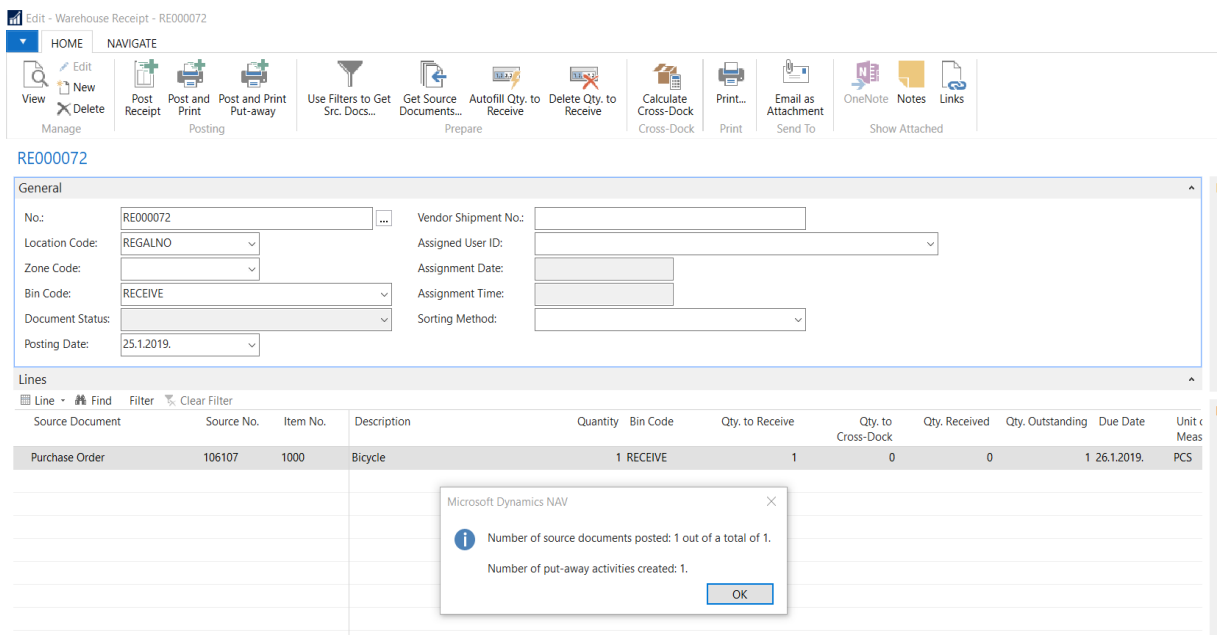 Edit - Warehouse Receipt - RE000072
HOME NAVIGATE
View
Edit
New
Delete
Post Receipt
Post and Print
Post and Print Put-away
Use Filters to Get Src. Docs...
Get Source Documents...
Autofill Qty. to Receive
Delete Qty. to Receive
Calculate Cross-Dock
Print...
Email as Attachment
OneNote
Notes
Links
Manage Posting Prepare Cross-Dock Print Send To Show Attached
RE000072
General
No.: RE000072 ... Vendor Shipment No.:
Location Code: REGALNO Assigned User ID:
Zone Code: Assignment Date:
Bin Code: RECEIVE Assignment Time:
Document Status: Sorting Method:
Posting Date: 25.1.2019.
Lines
Line Find Filter Clear Filter
Source Document Source No. Item No. Description Quantity Bin Code Qty. to Receive Qty. to Cross-Dock Qty. Received Qty. Outstanding Due Date Unit
Purchase Order 106107 1000 Bicycle 1 RECEIVE 1 0 0 1 26.1.2019. PCS
Microsoft Dynamics NAV
Number of source documents posted: 1 out of a total of 1.
Number of put-away activities created: 1.
OK